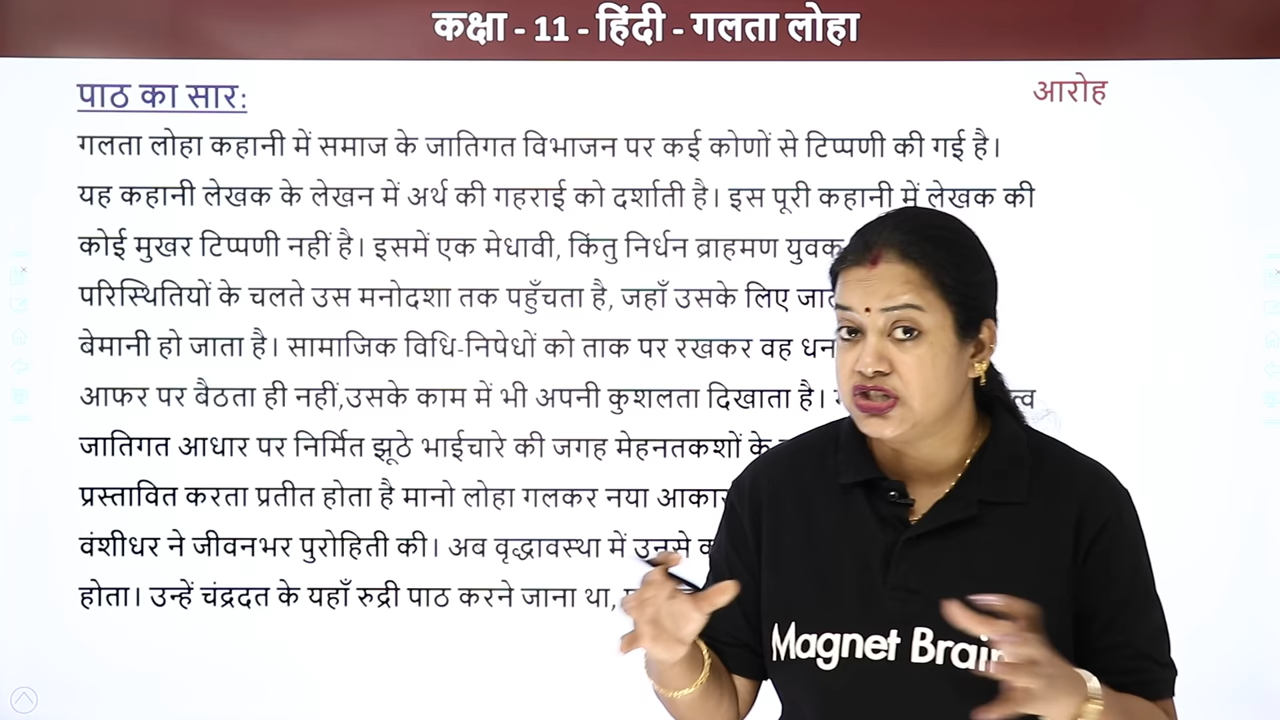 कक्षा - 11 - हिंदी - गलता लोहा
पाठ का सार:
आरोह
गलता लोहा कहानी में समाज के जातिगत विभाजन पर कई कोणों से टिप्पणी की गई है।
यह कहानी लेखक के लेखन में अर्थ की गहराई को दर्शाती है। इस पूरी कहानी में लेखक की
कोई मुखर टिप्पणी नहीं है। इसमें एक मेधावी, किंतु निर्धन ब्राह्मण युवक
परिस्थितियों के चलते उस मनोदशा तक पहुँचता है, जहाँ उसके लिए
बेमानी हो जाता है। सामाजिक विधि-निपेधों को ताक पर रखकर वह धन
आफर पर बैठता ही नहीं,उसके काम में भी अपनी कुशलता दिखाता है।
जातिगत आधार पर निर्मित झूठे भाईचारे की जगह मेहनतकशों के
प्रस्तावित करता प्रतीत होता है मानो लोहा गलकर नया
वंशीधर ने जीवनभर पुरोहिती की। अब वृद्धावस्था में उनसे
होता। उन्हें चंद्रदत के यहाँ रुद्री पाठ करने जाना था,
Magnet Brain